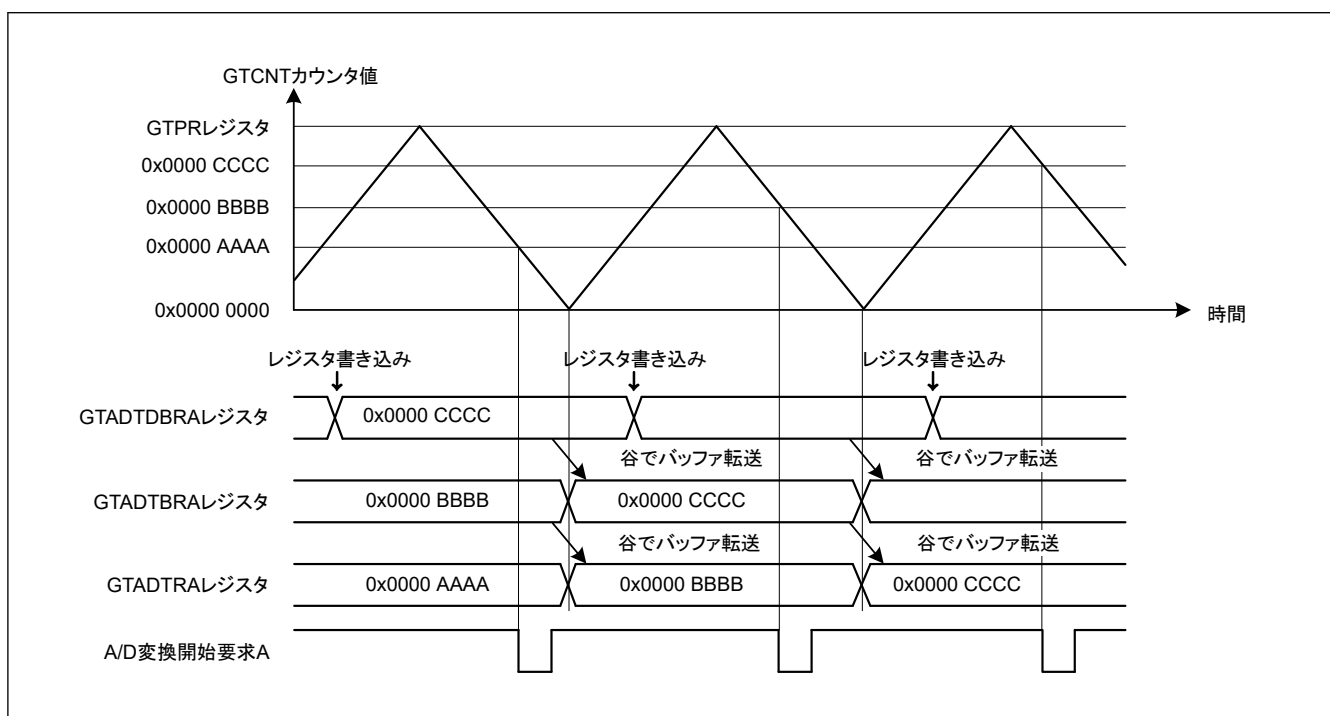 GTCNTカウンタ値
GTPRレジスタ
0x0000 CCCC
0x0000 BBBB
0x0000 AAAA
0x0000 0000
時間
レジスタ書き込み レジスタ書き込み レジスタ書き込み
GTADTDBRAレジスタ 0x0000 CCCC
谷でバッファ転送 谷でバッファ転送
GTADTBRAレジスタ 0x0000 BBBB 0x0000 CCCC
谷でバッファ転送 谷でバッファ転送
GTADTRAレジスタ 0x0000 AAAA 0x0000 BBBB 0x0000 CCCC
A/D変換開始要求A